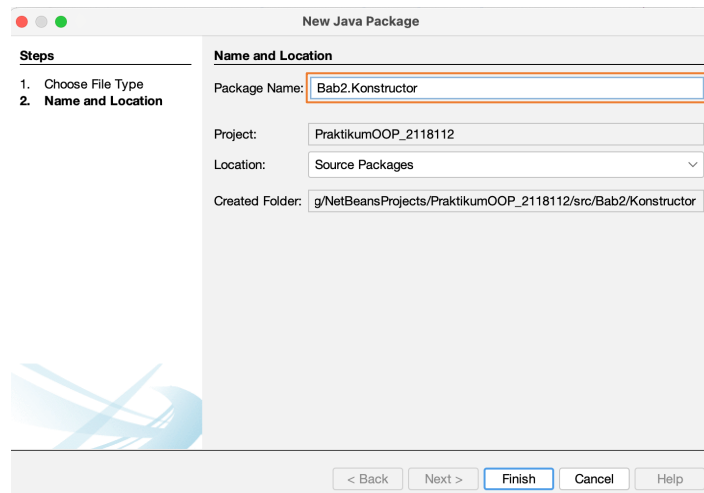 New Java Package
Steps
1. Choose File Type
2. Name and Location
Name and Location
Package Name: Bab2.Konstructor
Project: PraktikumOOP_2118112
Location: Source Packages
Created Folder: g/NetBeansProjects/PraktikumOOP_2118112/src/Bab2/Konstructor
< Back Next > Finish Cancel Help